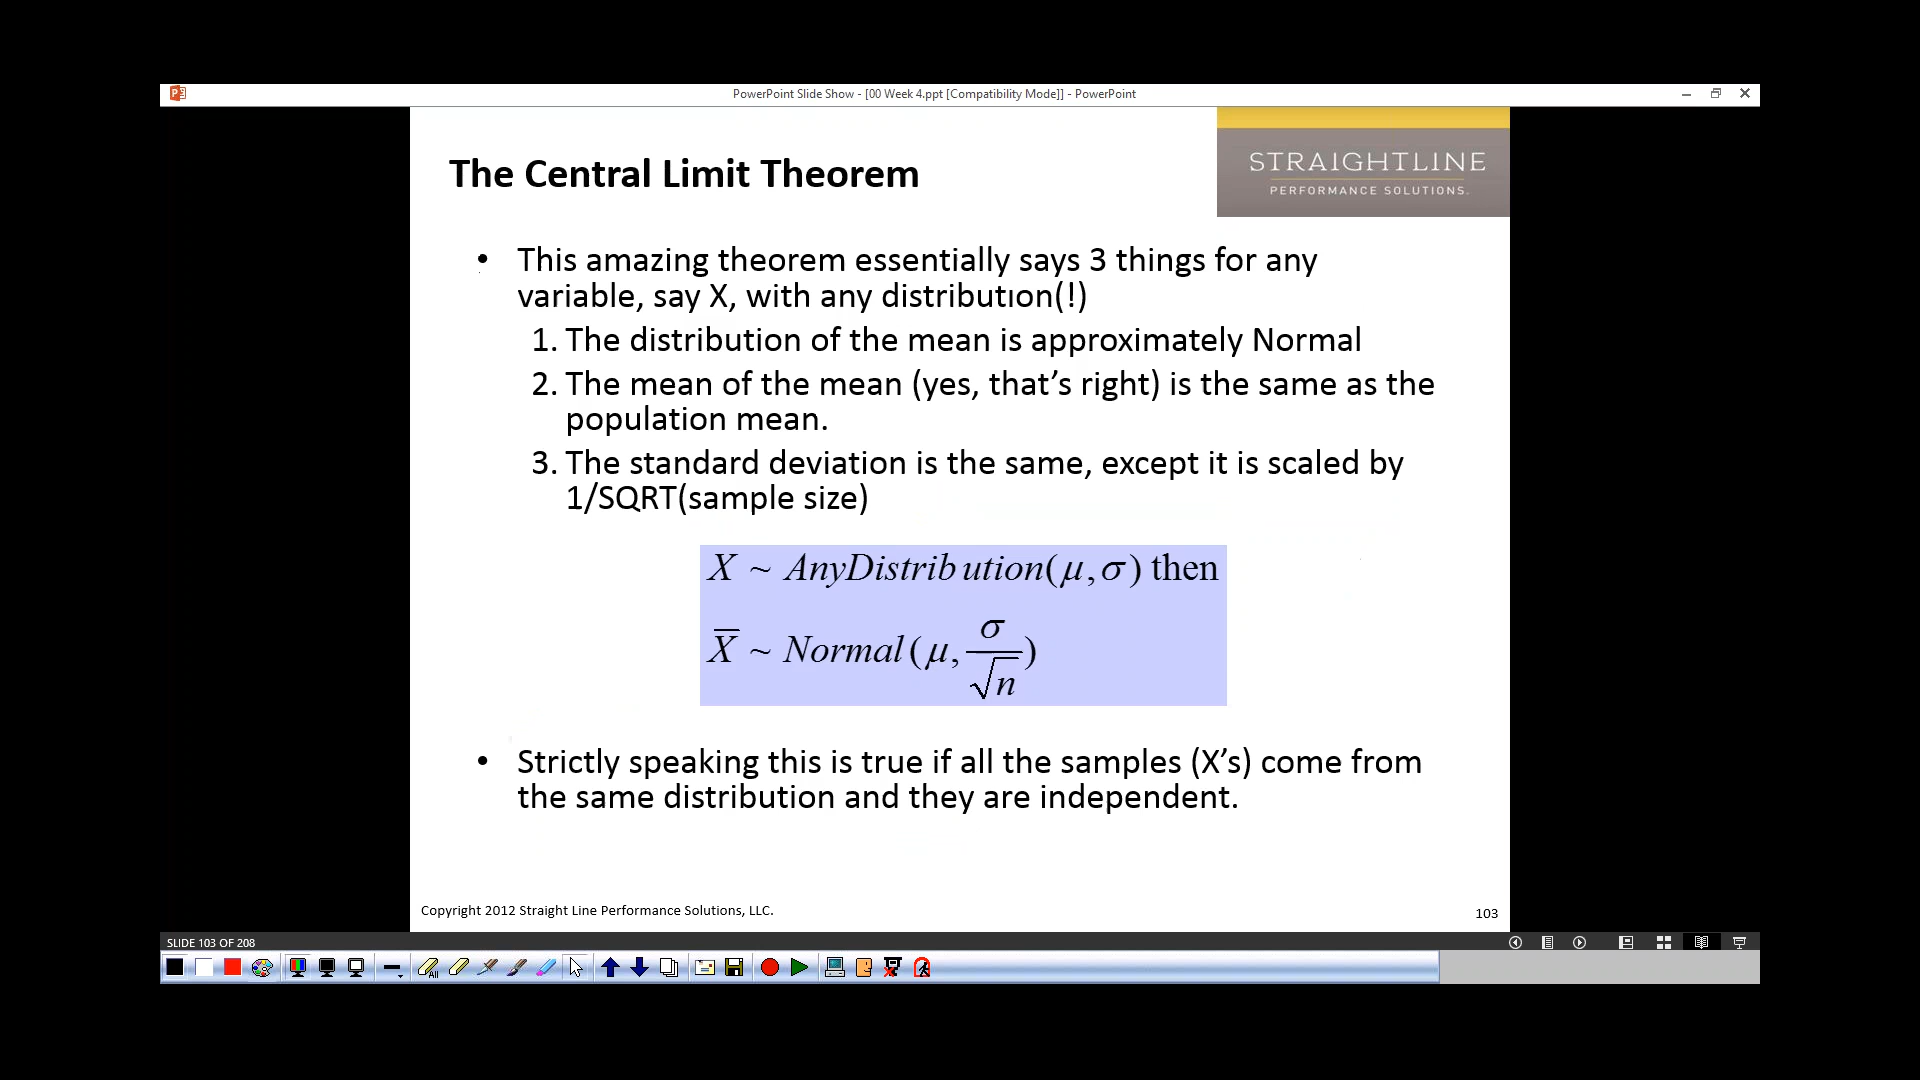 PowerPoint Slide Show - [00 Week 4.ppt [Compatibility Mode]] - PowerPoint
The Central Limit Theorem
STRAIGHTLINE
PERFORMANCE SOLUTIONS.
• This amazing theorem essentially says 3 things for any
variable, say X, with any distribution(!)
1. The distribution of the mean is approximately Normal
2. The mean of the mean (yes, that's right) is the same as the
population mean.
3. The standard deviation is the same, except it is scaled by
1/SQRT(sample size)
X ~ AnyDistribution(μ,σ) then
X̅ ~ Normal(μ, σ/√n)
• Strictly speaking this is true if all the samples (X's) come from
the same distribution and they are independent.
Copyright 2012 Straight Line Performance Solutions, LLC.
103
SLIDE 103 OF 208
All